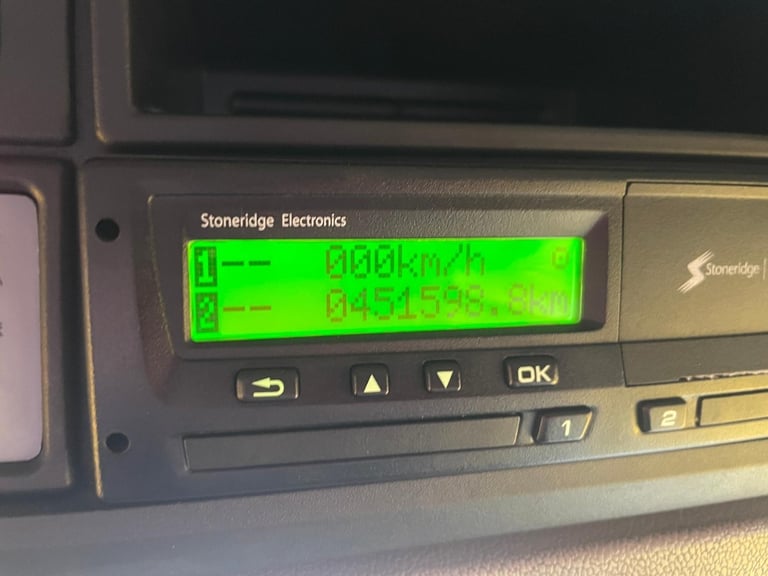 Stoneridge Electronics
1 -- 000km/h
2 -- 0451598.8km
Stoneridge
OK
1
2